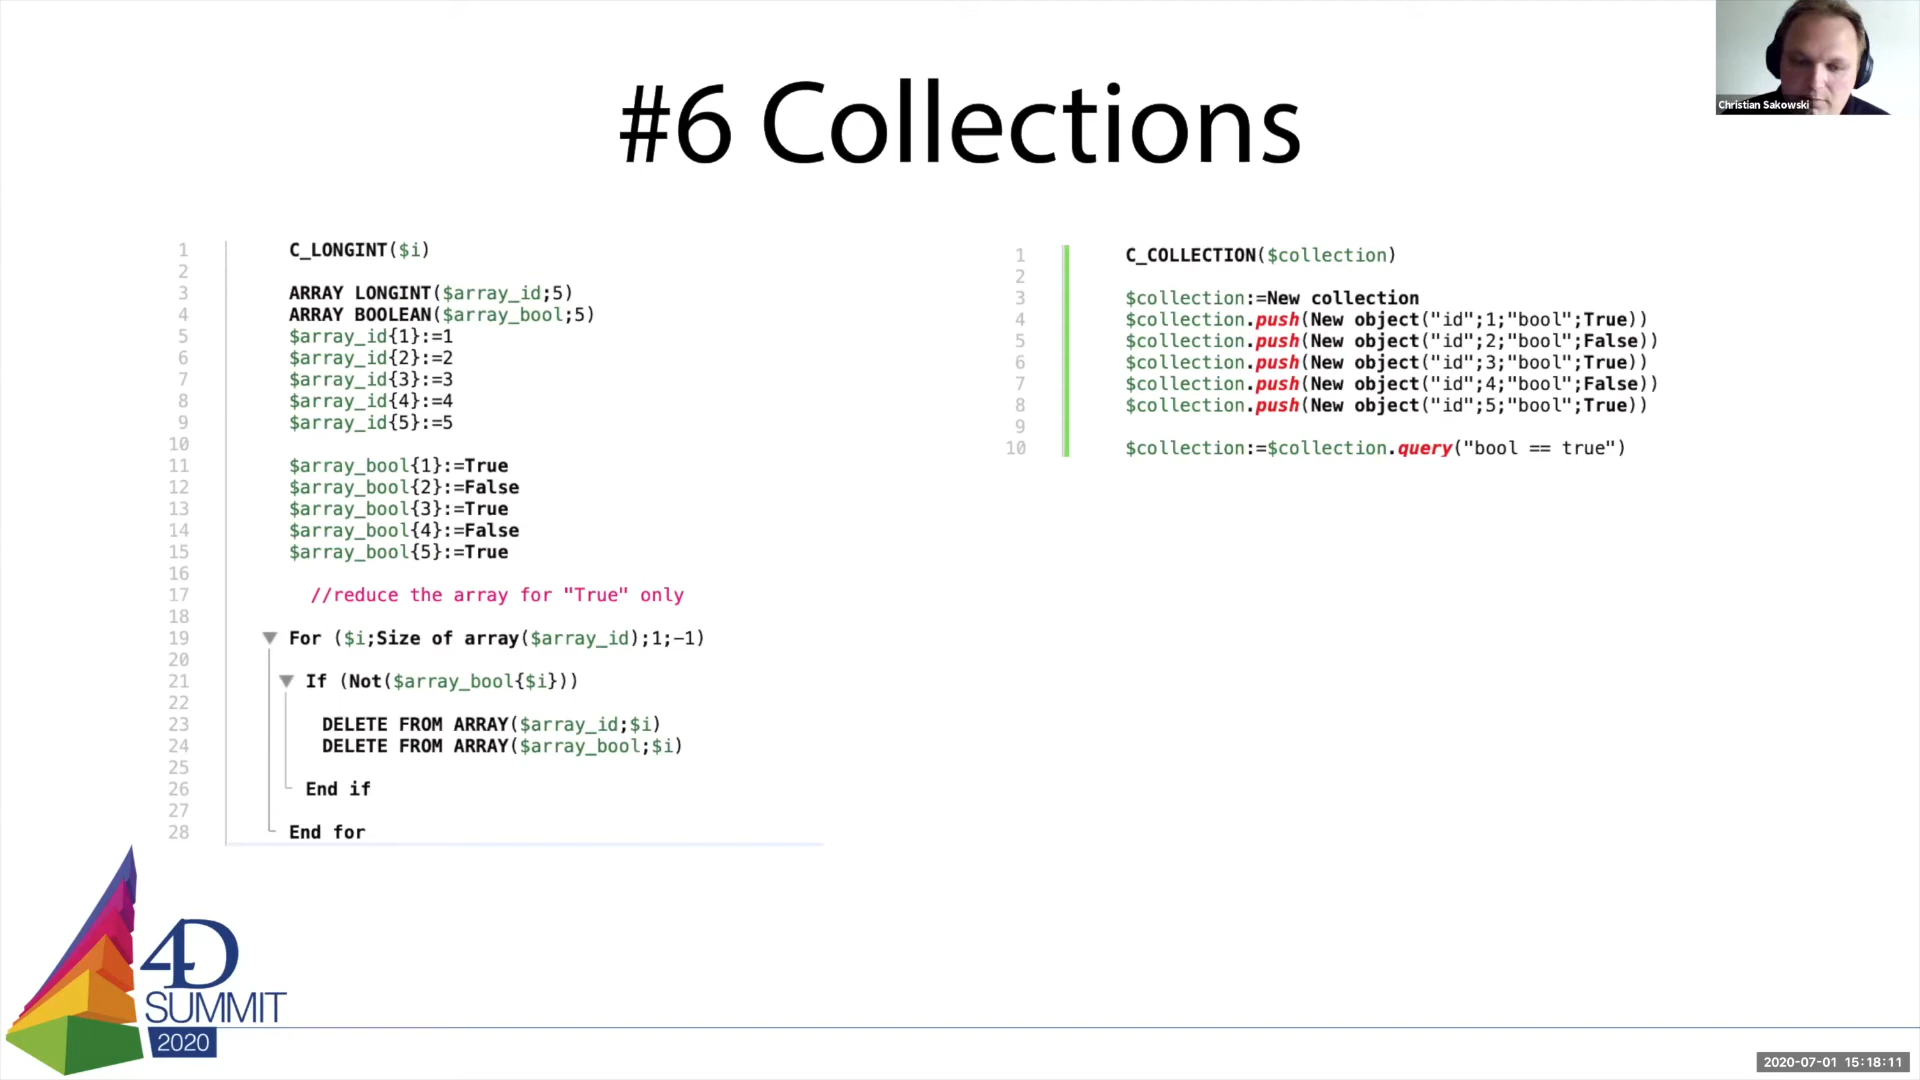 #6 Collections
Christian Sakowski
1 C_LONGINT($i)
2
3 ARRAY LONGINT($array_id;5)
4 ARRAY BOOLEAN($array_bool;5)
5 $array_id{1}:=1
6 $array_id{2}:=2
7 $array_id{3}:=3
8 $array_id{4}:=4
9 $array_id{5}:=5
10
11 $array_bool{1}:=True
12 $array_bool{2}:=False
13 $array_bool{3}:=True
14 $array_bool{4}:=False
15 $array_bool{5}:=True
16
17 //reduce the array for "True" only
18
19 For ($i;Size of array($array_id);1;-1)
20
21 If (Not($array_bool{$i}))
22
23 DELETE FROM ARRAY($array_id;$i)
24 DELETE FROM ARRAY($array_bool;$i)
25
26 End if
27
28 End for
1 C_COLLECTION($collection)
2
3 $collection:=New collection
4 $collection.push(New object("id";1;"bool";True))
5 $collection.push(New object("id";2;"bool";False))
6 $collection.push(New object("id";3;"bool";True))
7 $collection.push(New object("id";4;"bool";False))
8 $collection.push(New object("id";5;"bool";True))
9
10 $collection:=$collection.query("bool == true")
4D
SUMMIT
2020
2020-07-01 15:18:11